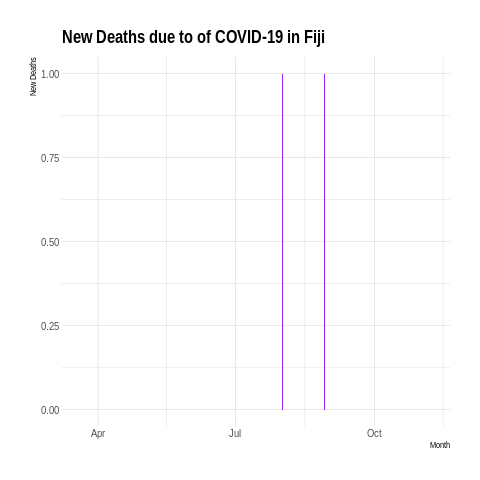 New Deaths due to of COVID-19 in Fiji
New Deaths
1.00
0.75
0.50
0.25
0.00
Apr Jul Oct
Month